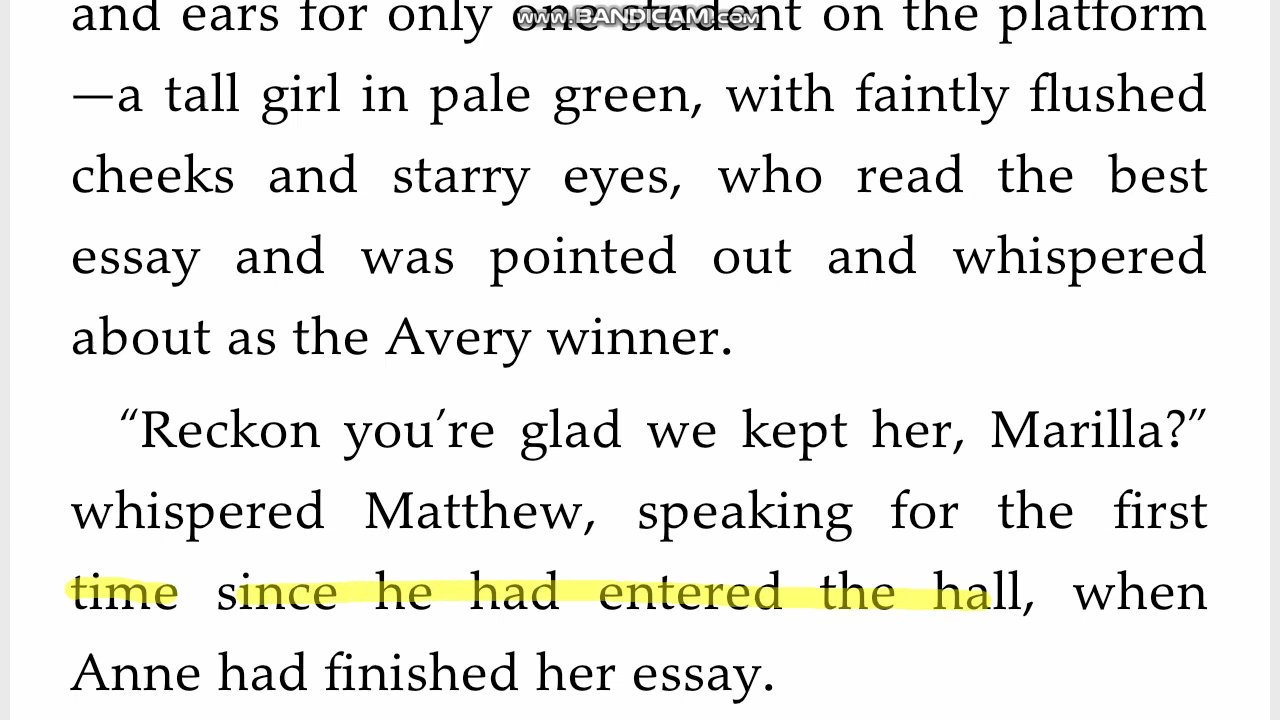 and ears for only one student on the platform
www.BANDICAM.com
—a tall girl in pale green, with faintly flushed
cheeks and starry eyes, who read the best
essay and was pointed out and whispered
about as the Avery winner.
“Reckon you’re glad we kept her, Marilla?”
whispered Matthew, speaking for the first
time since he had entered the hall, when
Anne had finished her essay.